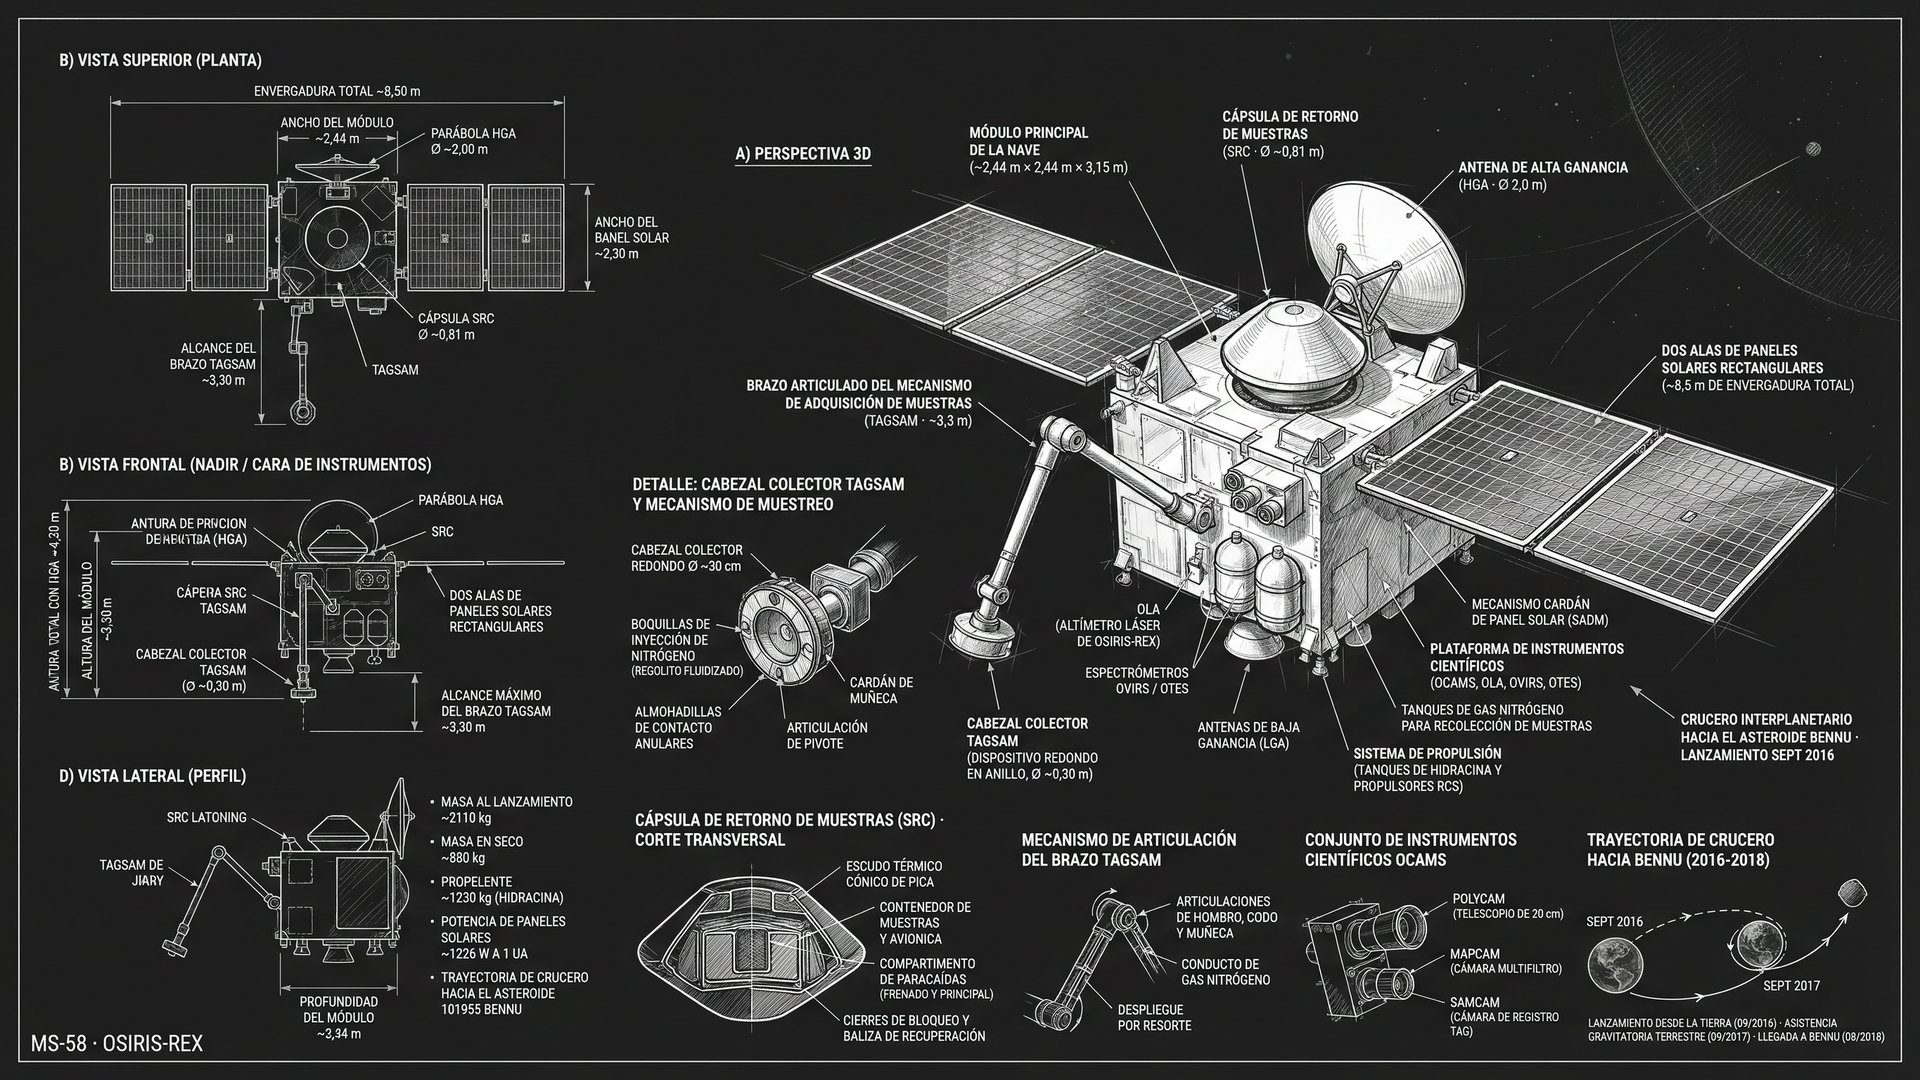 B) VISTA SUPERIOR (PLANTA)
ENVERGADURA TOTAL ~8,50 m
ANCHO DEL MÓDULO
~2,44 m
PARÁBOLA HGA
Ø ~2,00 m
ANCHO DEL
BANEL SOLAR
~2,30 m
CÁPSULA SRC
Ø ~0,81 m
ALCANCE DEL
BRAZO TAGSAM
~3,30 m
TAGSAM
B) VISTA FRONTAL (NADIR / CARA DE INSTRUMENTOS)
PARÁBOLA HGA
ANTURA DE
(HGA)
SRC
ALTURA DEL MÓDULO
~3,30 m
CÁPERA SRC
TAGSAM
DOS ALAS DE
PANELES SOLARES
RECTANGULARES
CABEZAL COLECTOR
TAGSAM
(Ø ~0,30 m)
ALCANCE MÁXIMO
DEL BRAZO TAGSAM
~3,30 m
CON HGA ~ 4,30 m
D) VISTA LATERAL (PERFIL)
SRC LATONING
TAGSAM DE
JIARY
PROFUNDIDAD
DEL MÓDULO
~3,34 m
• MASA AL LANZAMIENTO
~2110 kg
• MASA EN SECO
~880 kg
• PROPELENTE
~1230 kg (HIDRACINA)
• POTENCIA DE PANELES
SOLARES
~1226 W A 1 UA
• TRAYECTORIA DE CRUCERO
HACIA EL ASTEROIDE
101955 BENNU
MS-58 · OSIRIS-REX
A) PERSPECTIVA 3D
MÓDULO PRINCIPAL
DE LA NAVE
(~2,44 m × 2,44 m × 3,15 m)
CÁPSULA DE RETORNO
DE MUESTRAS
(SRC · Ø ~0,81 m)
ANTENA DE ALTA GANANCIA
(HGA · Ø 2,0 m)
DOS ALAS DE PANELES
SOLARES RECTANGULARES
(~8,5 m DE ENVERGADURA TOTAL)
BRAZO ARTICULADO DEL MECANISMO
DE ADQUISICIÓN DE MUESTRAS
(TAGSAM · ~3,3 m)
OLA
(ALTÍMETRO LÁSER
DE OSIRIS-REX)
ESPECTRÓMETROS
OVIRS / OTES
CABEZAL COLECTOR
TAGSAM
(DISPOSITIVO REDONDO
EN ANILLO, Ø ~0,30 m)
ANTENAS DE BAJA
GANANCIA (LGA)
MECANISMO CARDÁN
DE PANEL SOLAR (SADM)
PLATAFORMA DE INSTRUMENTOS
CIENTÍFICOS
(OCAMS, OLA, OVIRS, OTES)
TANQUES DE GAS NITRÓGENO
PARA RECOLECCIÓN DE MUESTRAS
SISTEMA DE PROPULSIÓN
(TANQUES DE HIDRACINA Y
PROPULSORES RCS)
CRUCERO INTERPLANETARIO
HACIA EL ASTEROIDE BENNU ·
LANZAMIENTO SEPT 2016
DETALLE: CABEZAL COLECTOR TAGSAM
Y MECANISMO DE MUESTREO
CABEZAL COLECTOR
REDONDO Ø ~30 cm
BOQUILLAS DE
INYECCIÓN DE
NITRÓGENO
(REGOLITO FLUIDIZADO)
ALMOHADILLAS
DE CONTACTO
ANULARES
CARDÁN DE
MUÑECA
ARTICULACIÓN
DE PIVOTE
CÁPSULA DE RETORNO DE MUESTRAS (SRC) ·
CORTE TRANSVERSAL
ESCUDO TÉRMICO
CÓNICO DE PICA
CONTENEDOR DE
MUESTRAS
Y AVIONICA
COMPARTIMENTO
DE PARACAÍDAS
(FRENADO Y PRINCIPAL)
CIERRES DE BLOQUEO Y
BALIZA DE RECUPERACIÓN
MECANISMO DE ARTICULACIÓN
DEL BRAZO TAGSAM
ARTICULACIONES
DE HOMBRO, CODO
Y MUÑECA
CONDUCTO DE
GAS NITRÓGENO
DESPLIEGUE
POR RESORTE
CONJUNTO DE INSTRUMENTOS
CIENTÍFICOS OCAMS
POLYCAM
(TELESCOPIO DE 20 cm)
MAPCAM
(CÁMARA MULTIFILTRO)
SAMCAM
(CÁMARA DE REGISTRO
TAG)
TRAYECTORIA DE CRUCERO
HACIA BENNU (2016-2018)
SEPT 2016
SEPT 2017
LANZAMIENTO DESDE LA TIERRA (09/2016) · ASISTENCIA
GRAVITATORIA TERRESTRE (09/2017) · LLEGADA A BENNU (08/2018)